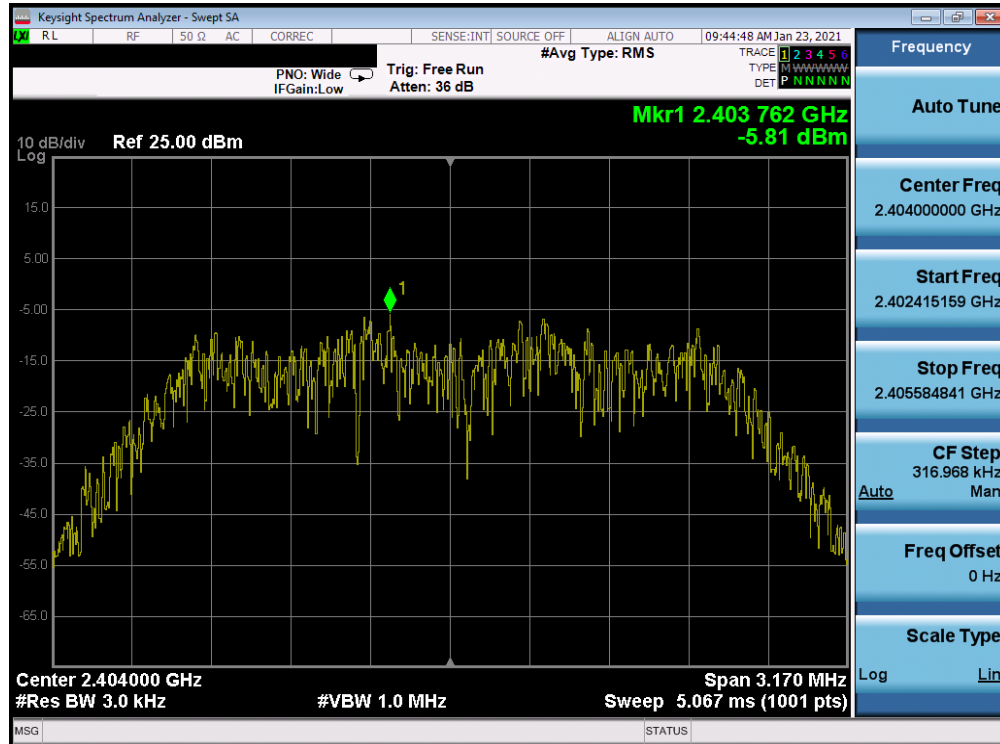 Keysight Spectrum Analyzer - Swept SA
LXI RL RF 50 Ω AC CORREC SENSE:INT SOURCE OFF ALIGN AUTO 09:44:48 AM Jan 23, 2021
Frequency
#Avg Type: RMS
TRACE 1 2 3 4 5 6
PNO: Wide
Trig: Free Run
TYPE M W W W W W
IFGain:Low
Atten: 36 dB
DET P N N N N N
Auto Tune
Mkr1 2.403 762 GHz
-5.81 dBm
10 dB/div Ref 25.00 dBm
Log
15.0
5.00
-5.00
-15.0
-25.0
-35.0
-45.0
-55.0
-65.0
1
Center Freq
2.404000000 GHz
Start Freq
2.402415159 GHz
Stop Freq
2.405584841 GHz
CF Step
316.968 kHz
Auto Man
Freq Offset
0 Hz
Scale Type
Log Lin
Center 2.404000 GHz Span 3.170 MHz
#Res BW 3.0 kHz #VBW 1.0 MHz Sweep 5.067 ms (1001 pts)
MSG STATUS